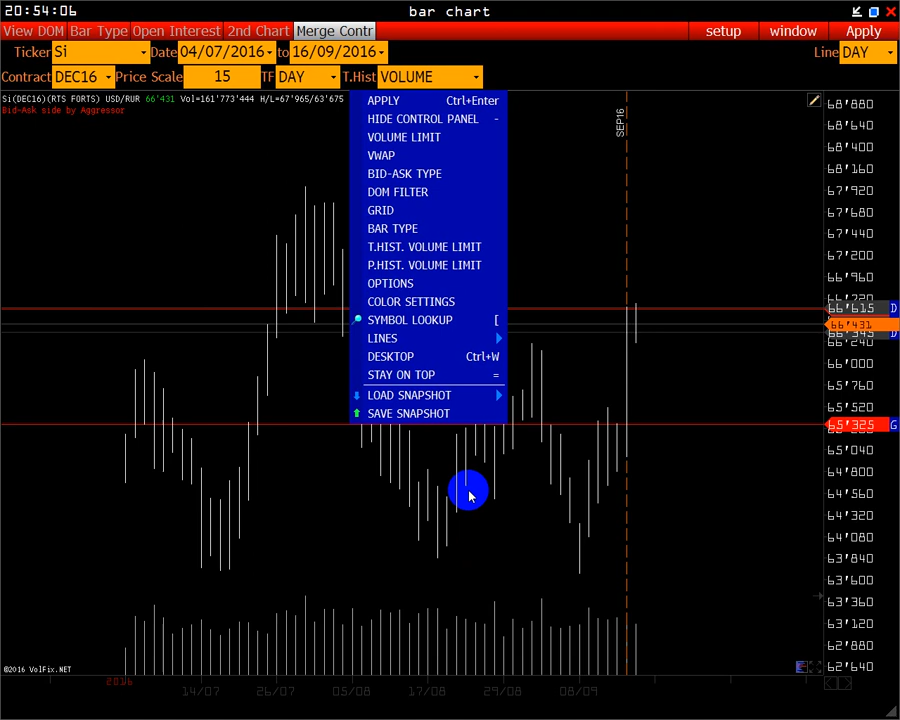 20:54:06 bar chart
View DOM Bar Type Open Interest 2nd Chart Merge Contr setup window Apply
Ticker Si Date 04/07/2016 to 16/09/2016 Line DAY
Contract DEC16 Price Scale 15 TF DAY T.Hist VOLUME
Si(DEC16)(RTS FORTS) USD/RUR 66'431 Vol=161'773'444 H/L=67'965/63'675
Bid-Ask side by Aggressor
APPLY Ctrl+Enter
HIDE CONTROL PANEL -
VOLUME LIMIT
VWAP
BID-ASK TYPE
DOM FILTER
GRID
BAR TYPE
T.HIST. VOLUME LIMIT
P.HIST. VOLUME LIMIT
OPTIONS
COLOR SETTINGS
SYMBOL LOOKUP [
LINES
DESKTOP Ctrl+W
STAY ON TOP =
LOAD SNAPSHOT
SAVE SNAPSHOT
SEP16
68'880
68'640
68'400
68'160
67'920
67'680
67'440
67'200
66'960
66'615 D
66'431
66'240
66'000
65'760
65'520
65'325 G
65'040
64'800
64'560
64'320
64'080
63'840
63'600
63'360
63'120
62'880
62'640
©2016 VolFix.NET
2016 14/07 26/07 05/08 17/08 29/08 08/09